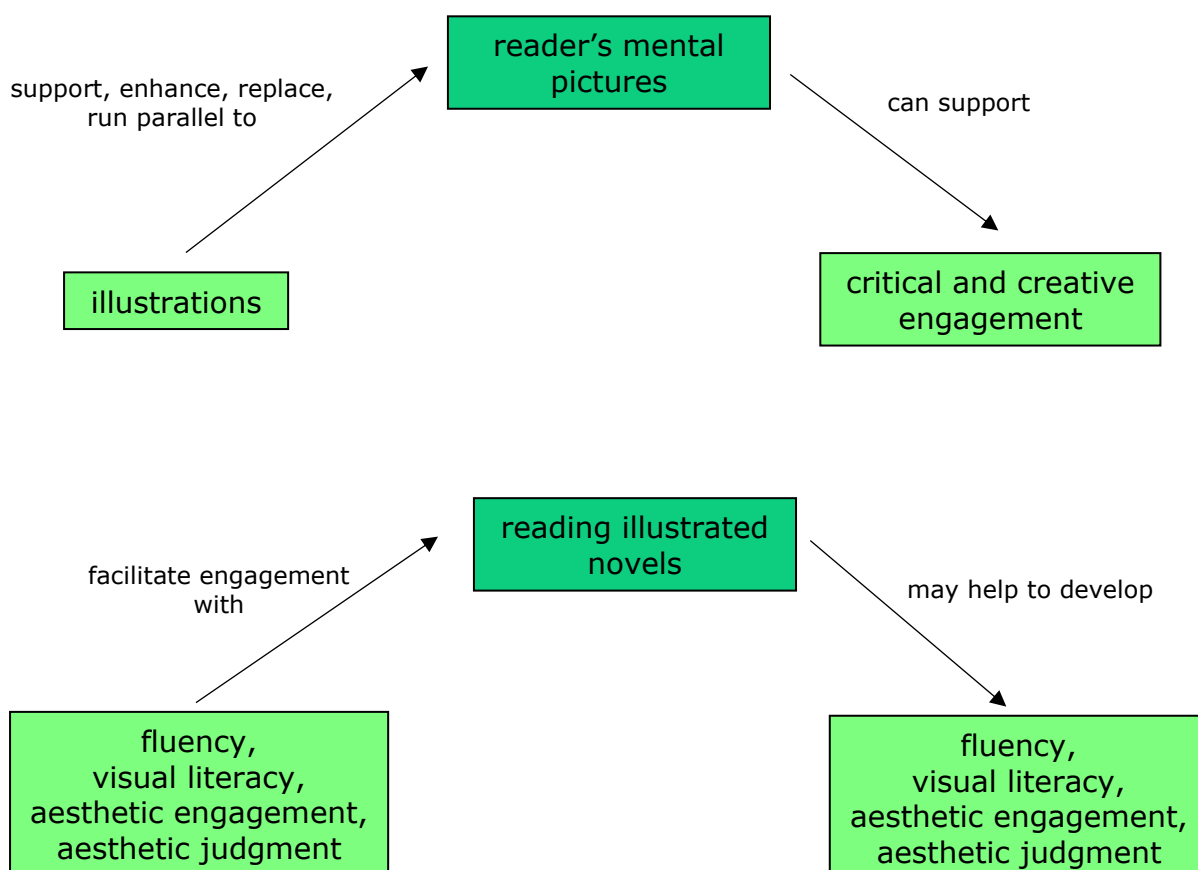 reader’s mental
pictures
support, enhance, replace,
run parallel to
can support
illustrations
critical and creative
engagement
reading illustrated
novels
facilitate engagement
with
may help to develop
fluency,
visual literacy,
aesthetic engagement,
aesthetic judgment
fluency,
visual literacy,
aesthetic engagement,
aesthetic judgment